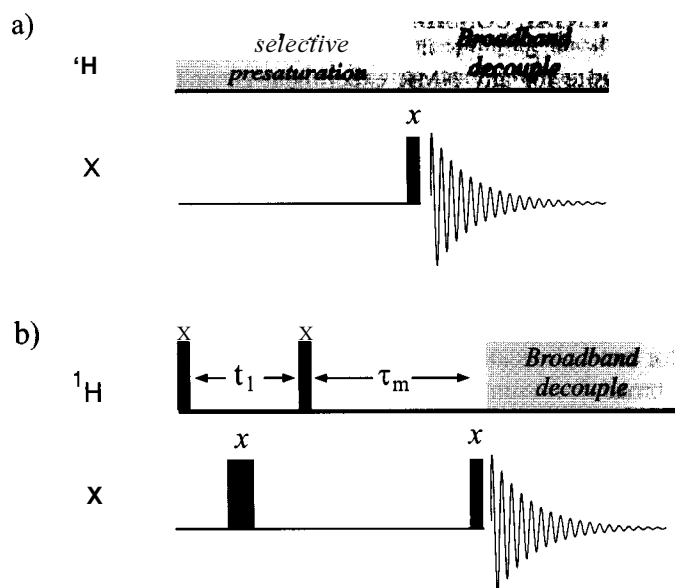 a)
selective
presaturation
Broadband
decouple
'H
x
X
b)
X X
t1 τm
Broadband
decouple
1H
x x
X